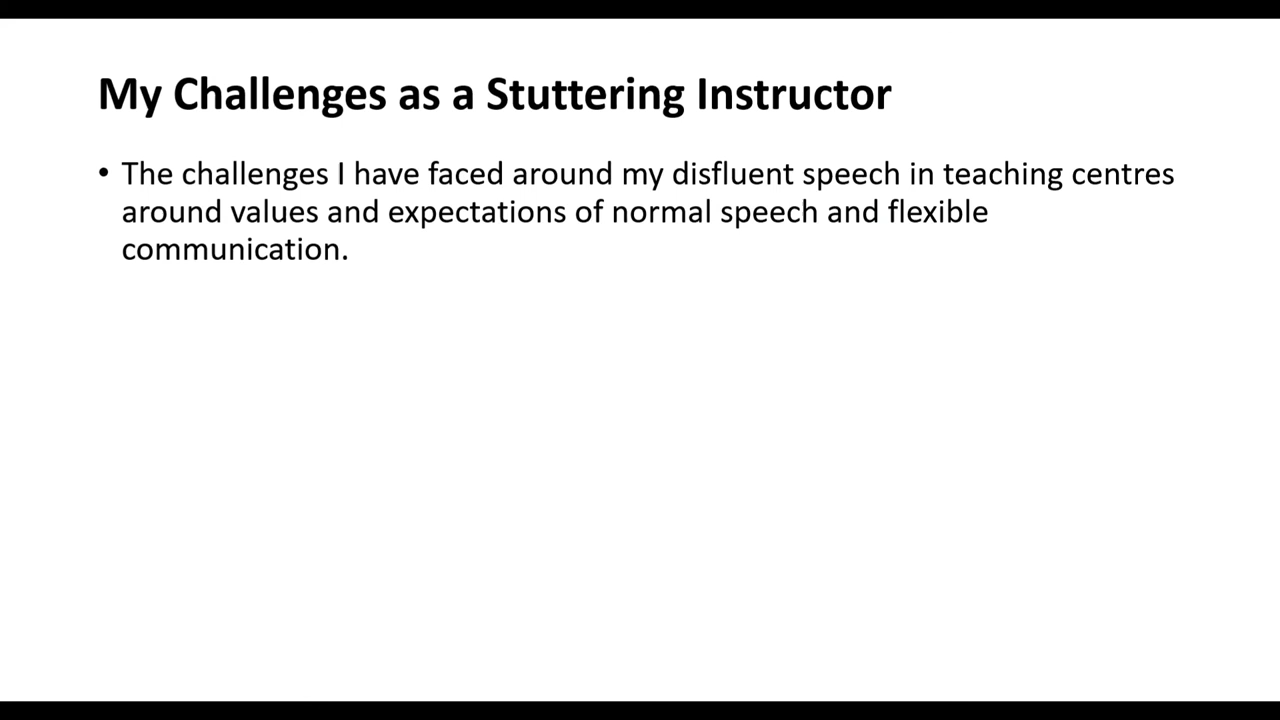 My Challenges as a Stuttering Instructor
• The challenges I have faced around my disfluent speech in teaching centres
around values and expectations of normal speech and flexible
communication.